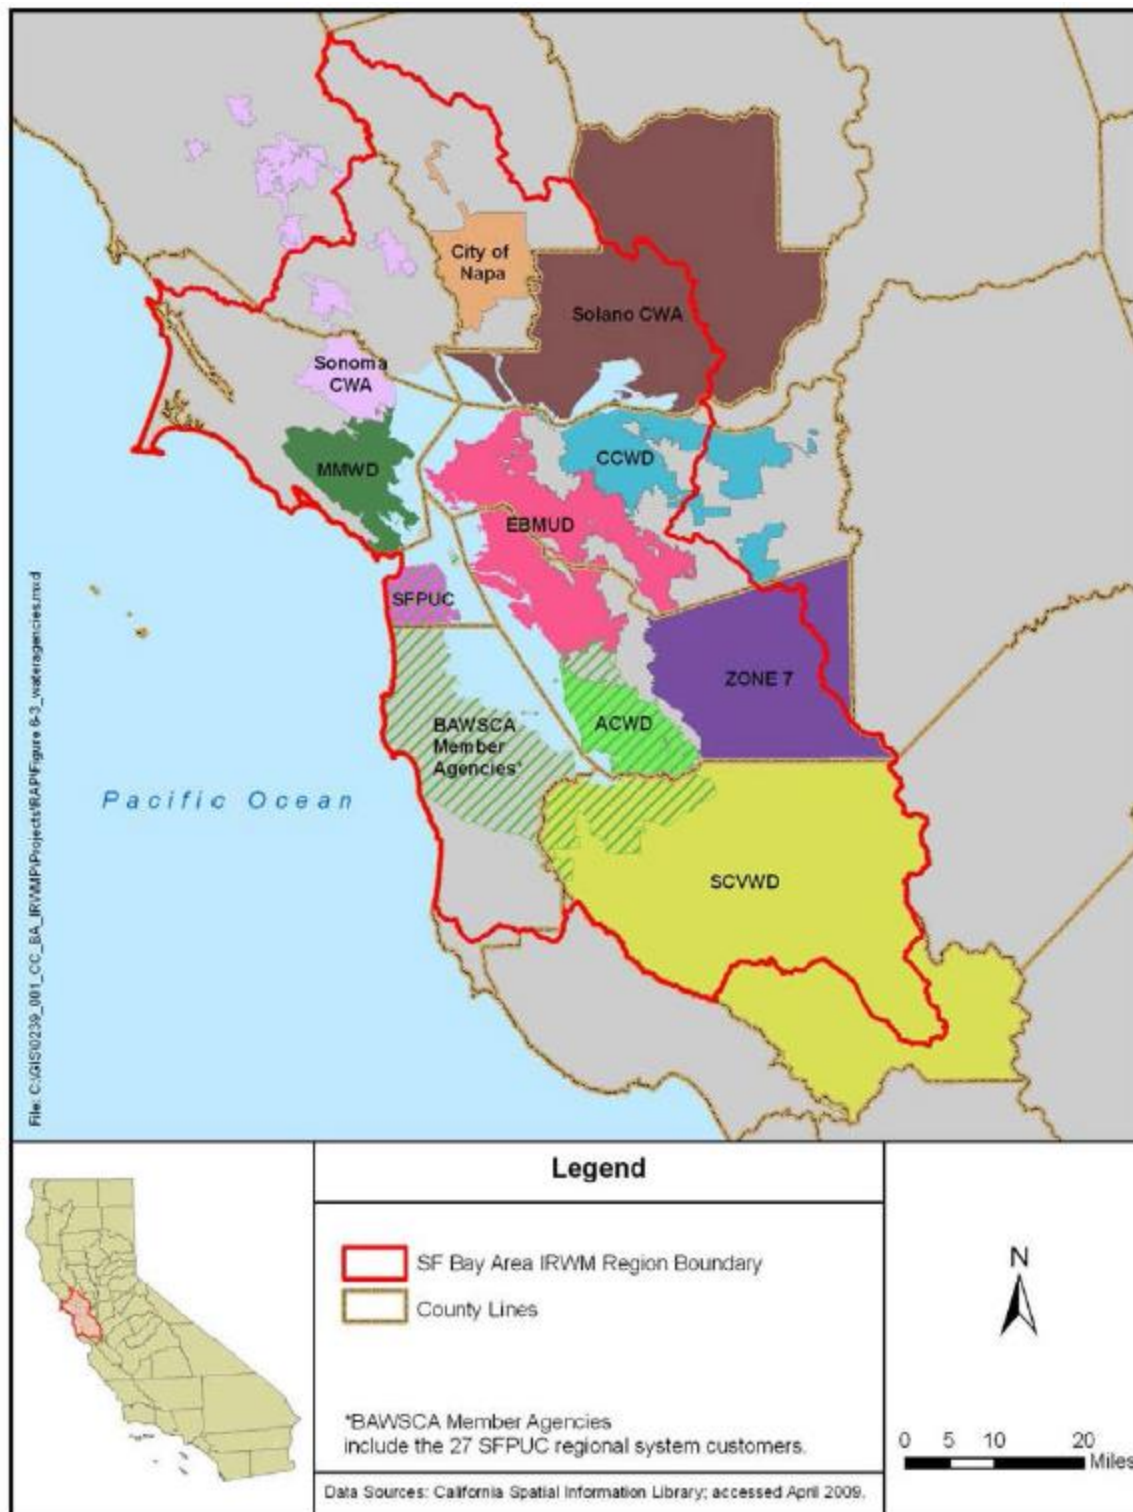 City of
Napa
Solano CWA
Sonoma
CWA
MMWD
CCWD
EBMUD
SFPUC
ZONE 7
BAWSCA
Member
Agencies*
ACWD
Pacific Ocean
SCVWD
File: C:\GIS\0239_001_CC_BA_IRWMP\Projects\RAP\Figure 6-3_wateragencies.mxd
Legend
SF Bay Area IRWM Region Boundary
County Lines
*BAWSCA Member Agencies
include the 27 SFPUC regional system customers.
Data Sources: California Spatial Information Library; accessed April 2009.
N
0 5 10 20
Miles